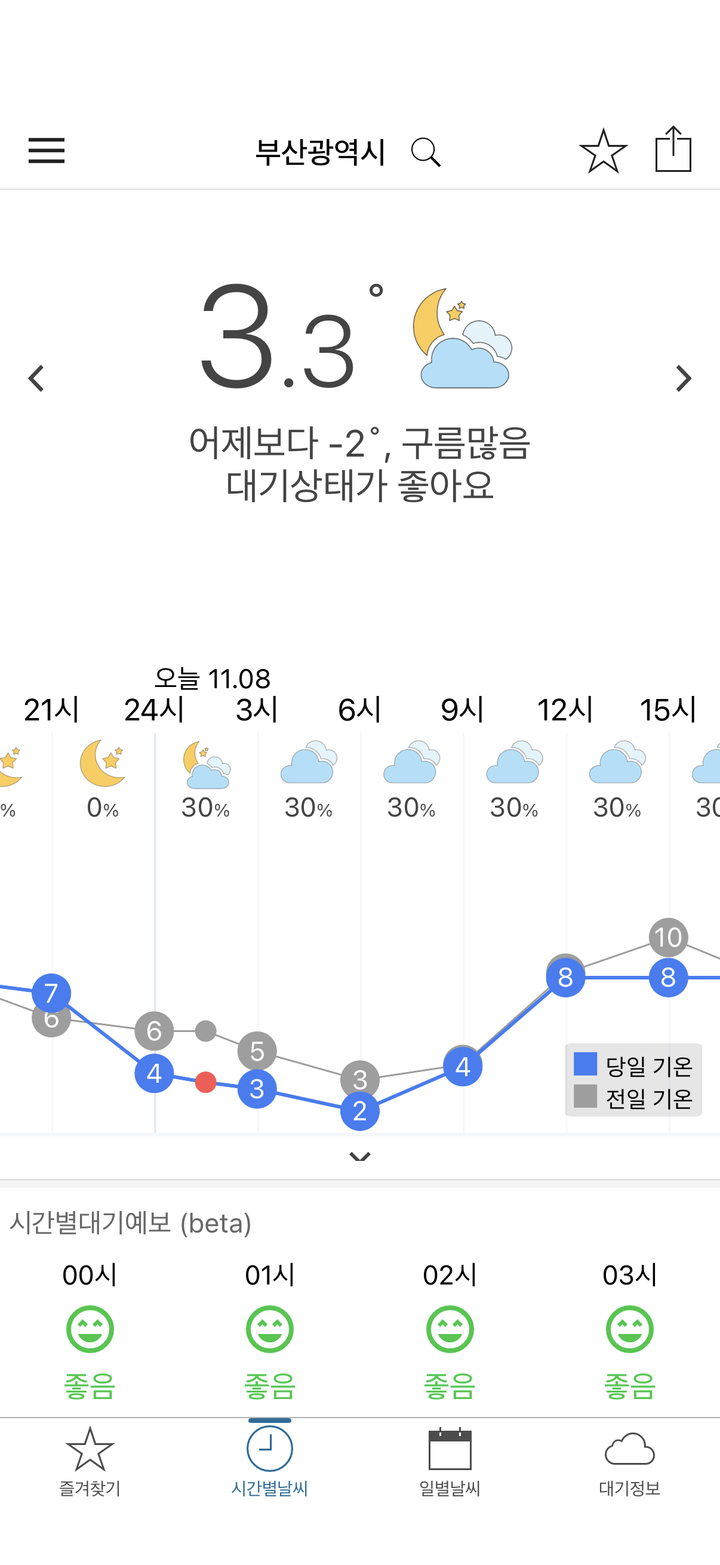 부산광역시
3.3°
어제보다 -2˚, 구름많음
대기상태가 좋아요
오늘 11.08
21시 24시 3시 6시 9시 12시 15시
% 0% 30% 30% 30% 30% 30% 30
10
7 8 8
6 6
5
4 3 4
3 2
당일 기온
전일 기온
시간별대기예보 (beta)
00시 01시 02시 03시
좋음 좋음 좋음 좋음
즐겨찾기 시간별날씨 일별날씨 대기정보